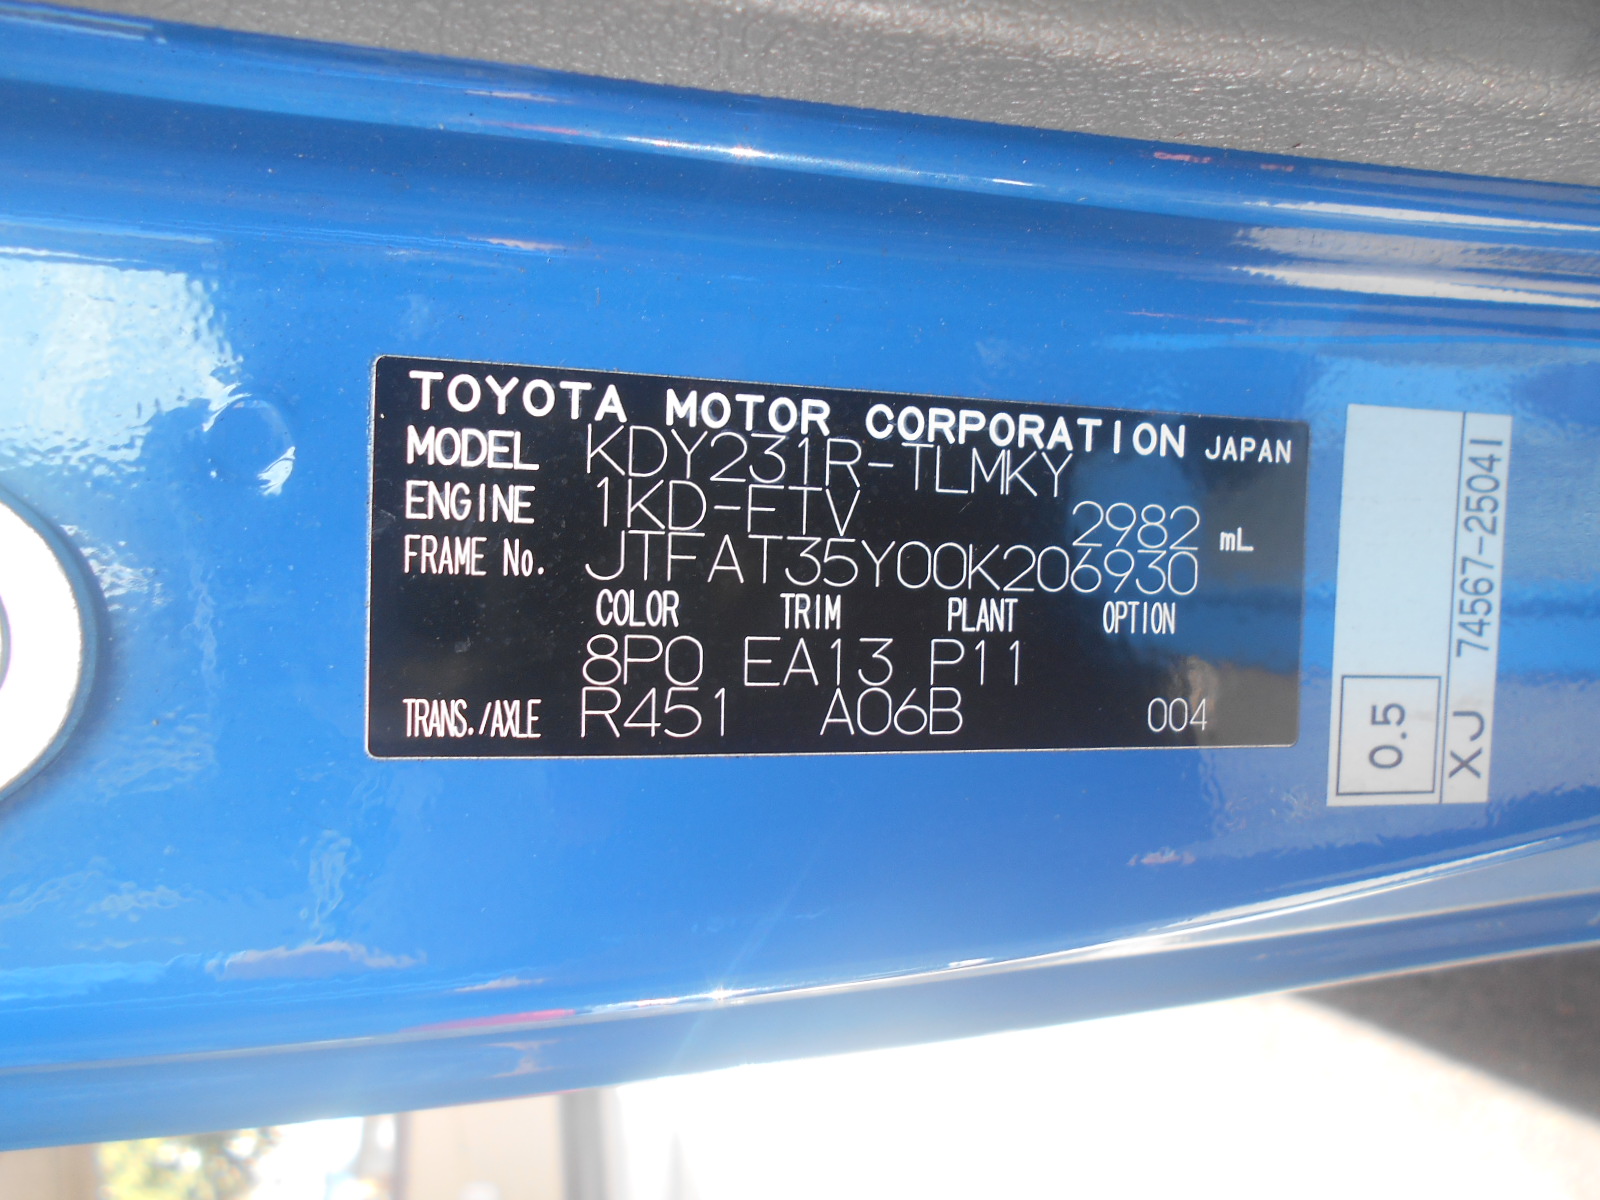 TOYOTA MOTOR CORPORATION JAPAN
MODEL KDY231R-TLMKY
ENGINE 1KD-FTV 2982 mL
FRAME No. JTFAT35Y00K206930
COLOR TRIM PLANT OPTION
8P0 EA13 P11
TRANS./AXLE R451 A06B 004
0.5
XJ 74567-25041